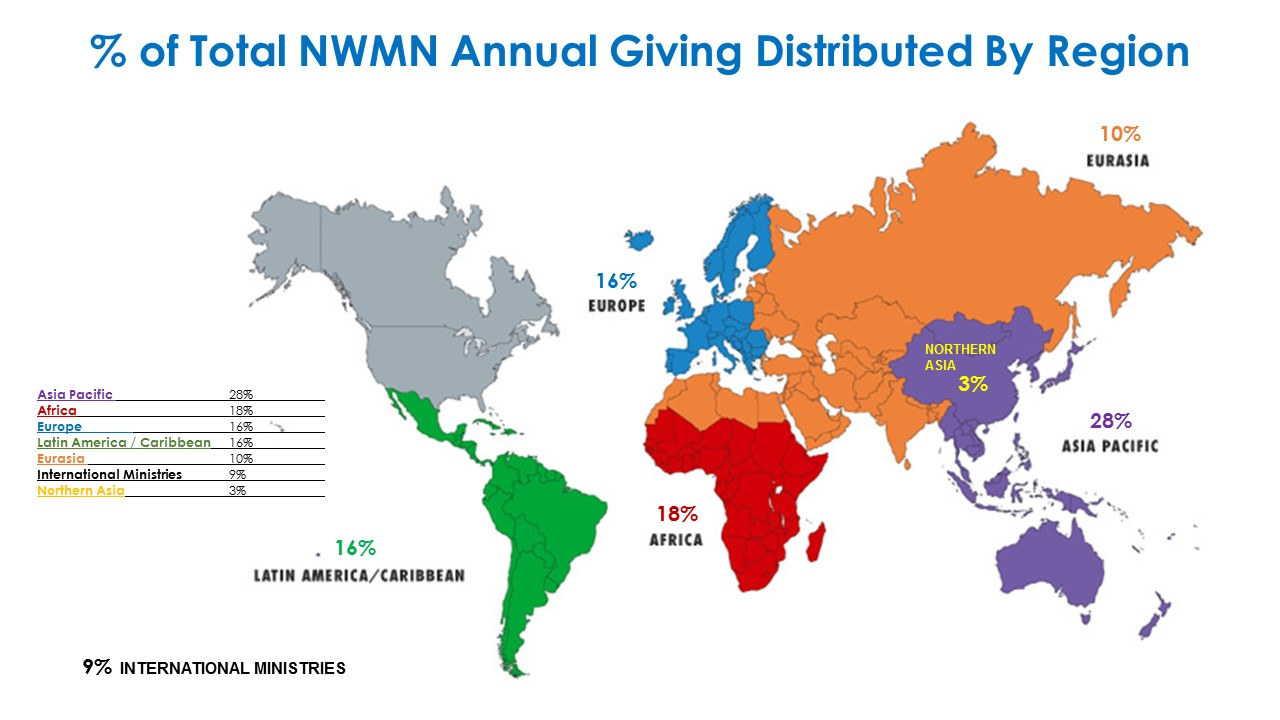 % of Total NWMN Annual Giving Distributed By Region
10%
EURASIA
16%
EUROPE
NORTHERN
ASIA
3%
Asia Pacific 28%
Africa 18%
Europe 16%
Latin America / Caribbean 16%
Eurasia 10%
International Ministries 9%
Northern Asia 3%
28%
ASIA PACIFIC
18%
AFRICA
16%
LATIN AMERICA/CARIBBEAN
9% INTERNATIONAL MINISTRIES